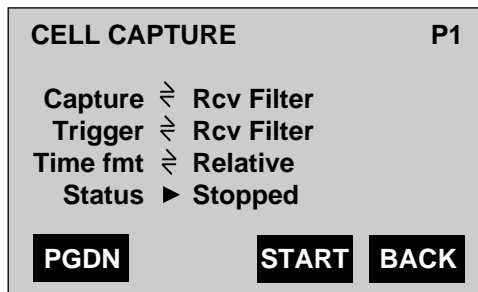 CELL CAPTURE P1
Capture ⇌ Rcv Filter
Trigger ⇌ Rcv Filter
Time fmt ⇌ Relative
Status ► Stopped
PGDN START BACK